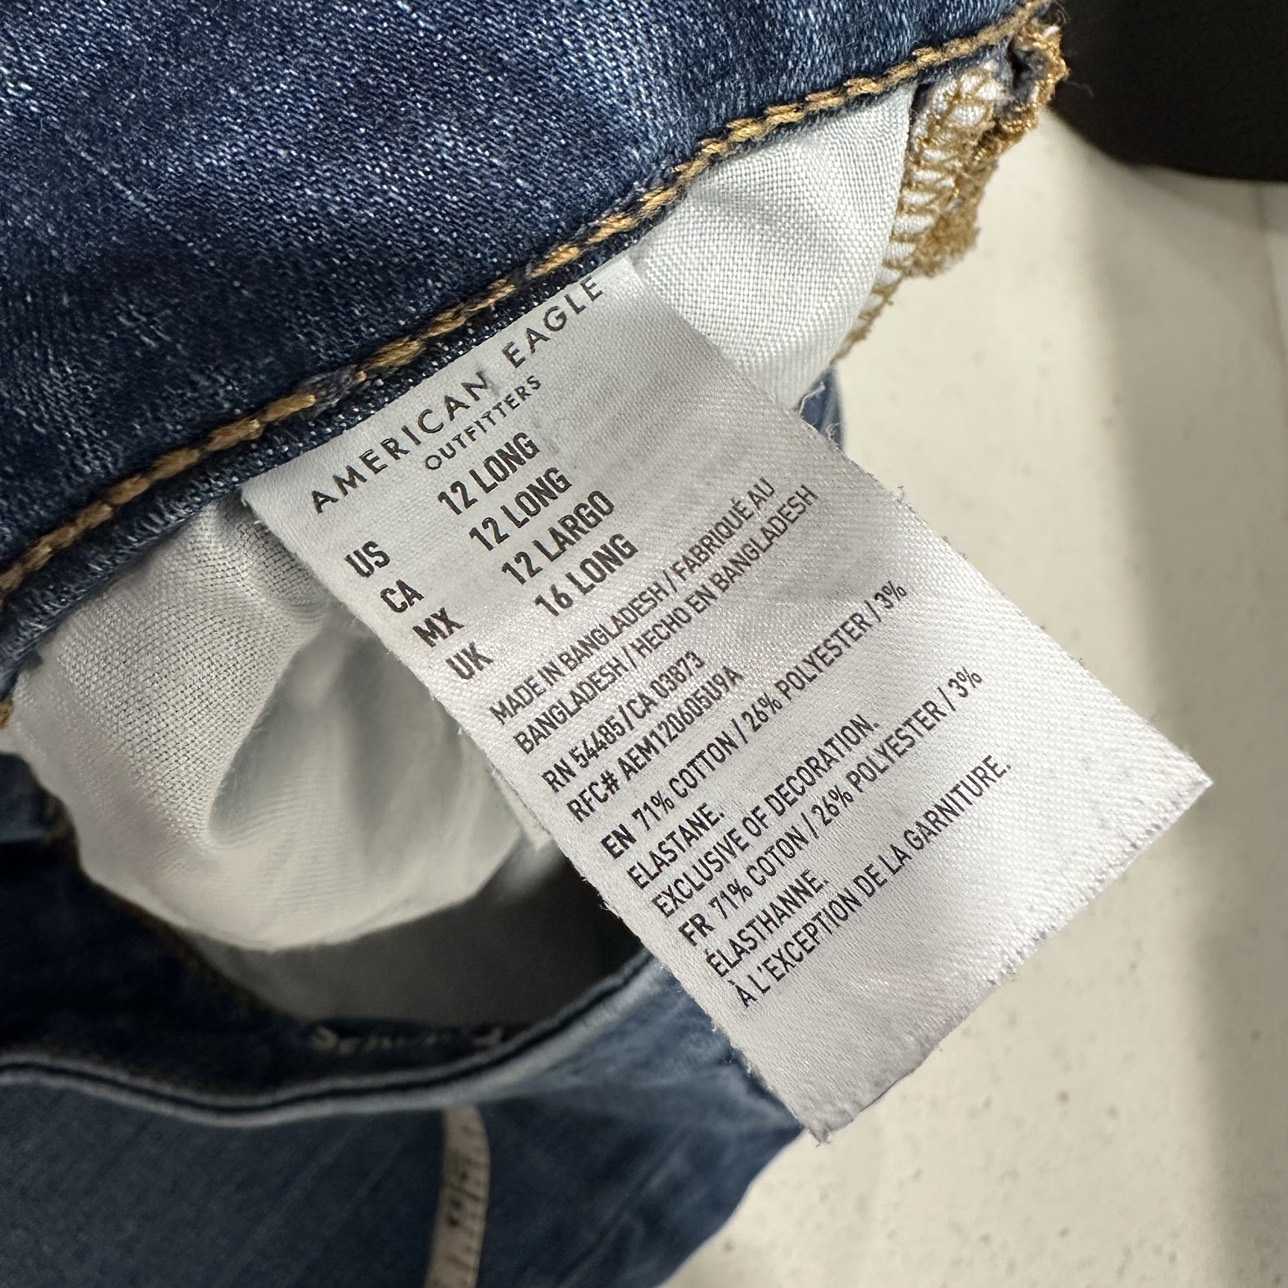 AMERICAN EAGLE
OUTFITTERS
US 12 LONG
CA 12 LONG
MX 12 LARGO
UK 16 LONG
MADE IN BANGLADESH / FABRIQUÉ AU
BANGLADESH / HECHO EN BANGLADESH
RN 54485 / CA 03873
RFC# AEM120605U9A
EN 71% COTTON / 26% POLYESTER / 3%
ELASTANE.
EXCLUSIVE OF DECORATION.
FR 71% COTON / 26% POLYESTER / 3%
ÉLASTHANNE.
À L'EXCEPTION DE LA GARNITURE.